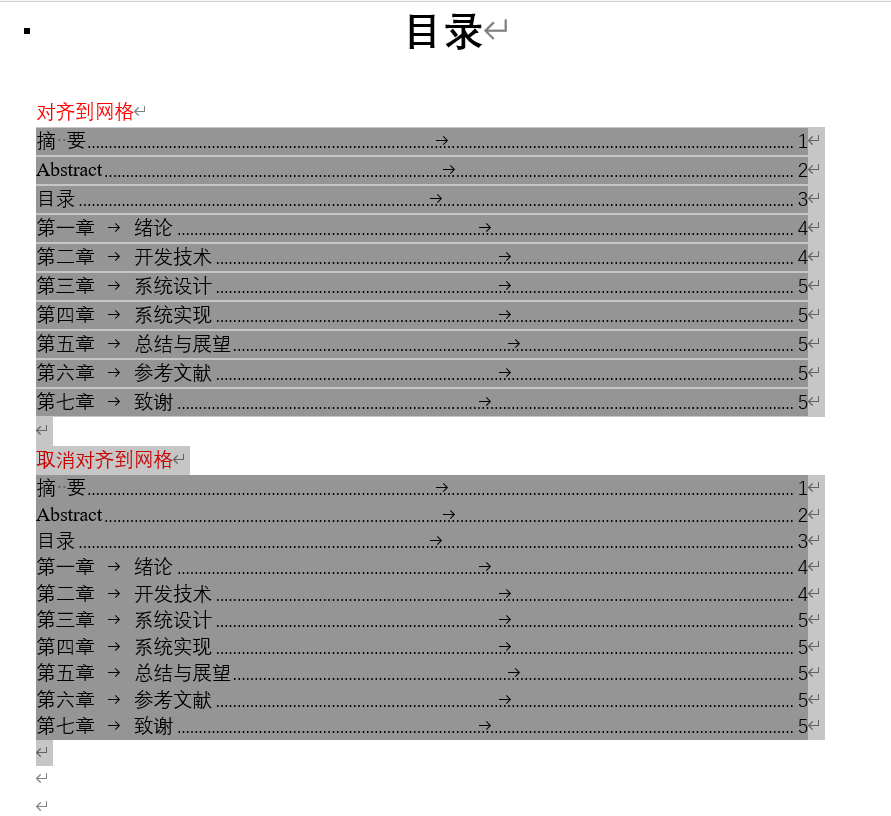 目录
对齐到网格
摘 要 1
Abstract 2
目录 3
第一章 → 绪论 4
第二章 → 开发技术 4
第三章 → 系统设计 5
第四章 → 系统实现 5
第五章 → 总结与展望 5
第六章 → 参考文献 5
第七章 → 致谢 5
取消对齐到网格
摘 要 1
Abstract 2
目录 3
第一章 → 绪论 4
第二章 → 开发技术 4
第三章 → 系统设计 5
第四章 → 系统实现 5
第五章 → 总结与展望 5
第六章 → 参考文献 5
第七章 → 致谢 5